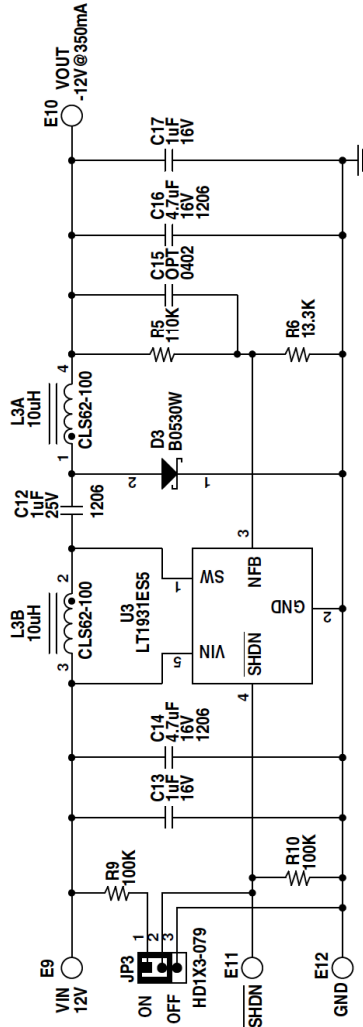 E9
VIN
12V
JP3
ON
OFF
1
2
3
HD1X3-079
E11
SHDN
E12
GND
R9
100K
R10
100K
C13
1uF
16V
C14
4.7uF
16V
1206
L3B
10uH
3
2
CLS62-100
U3
LT1931ES5
5
VIN
1
SW
4
SHDN
3
NFB
GND
2
C12
1uF
25V
1206
L3A
10uH
1
4
CLS62-100
D3
B0530W
2
1
R5
110K
R6
13.3K
C15
OPT
0402
C16
4.7uF
16V
1206
C17
1uF
16V
E10
VOUT
-12V@350mA